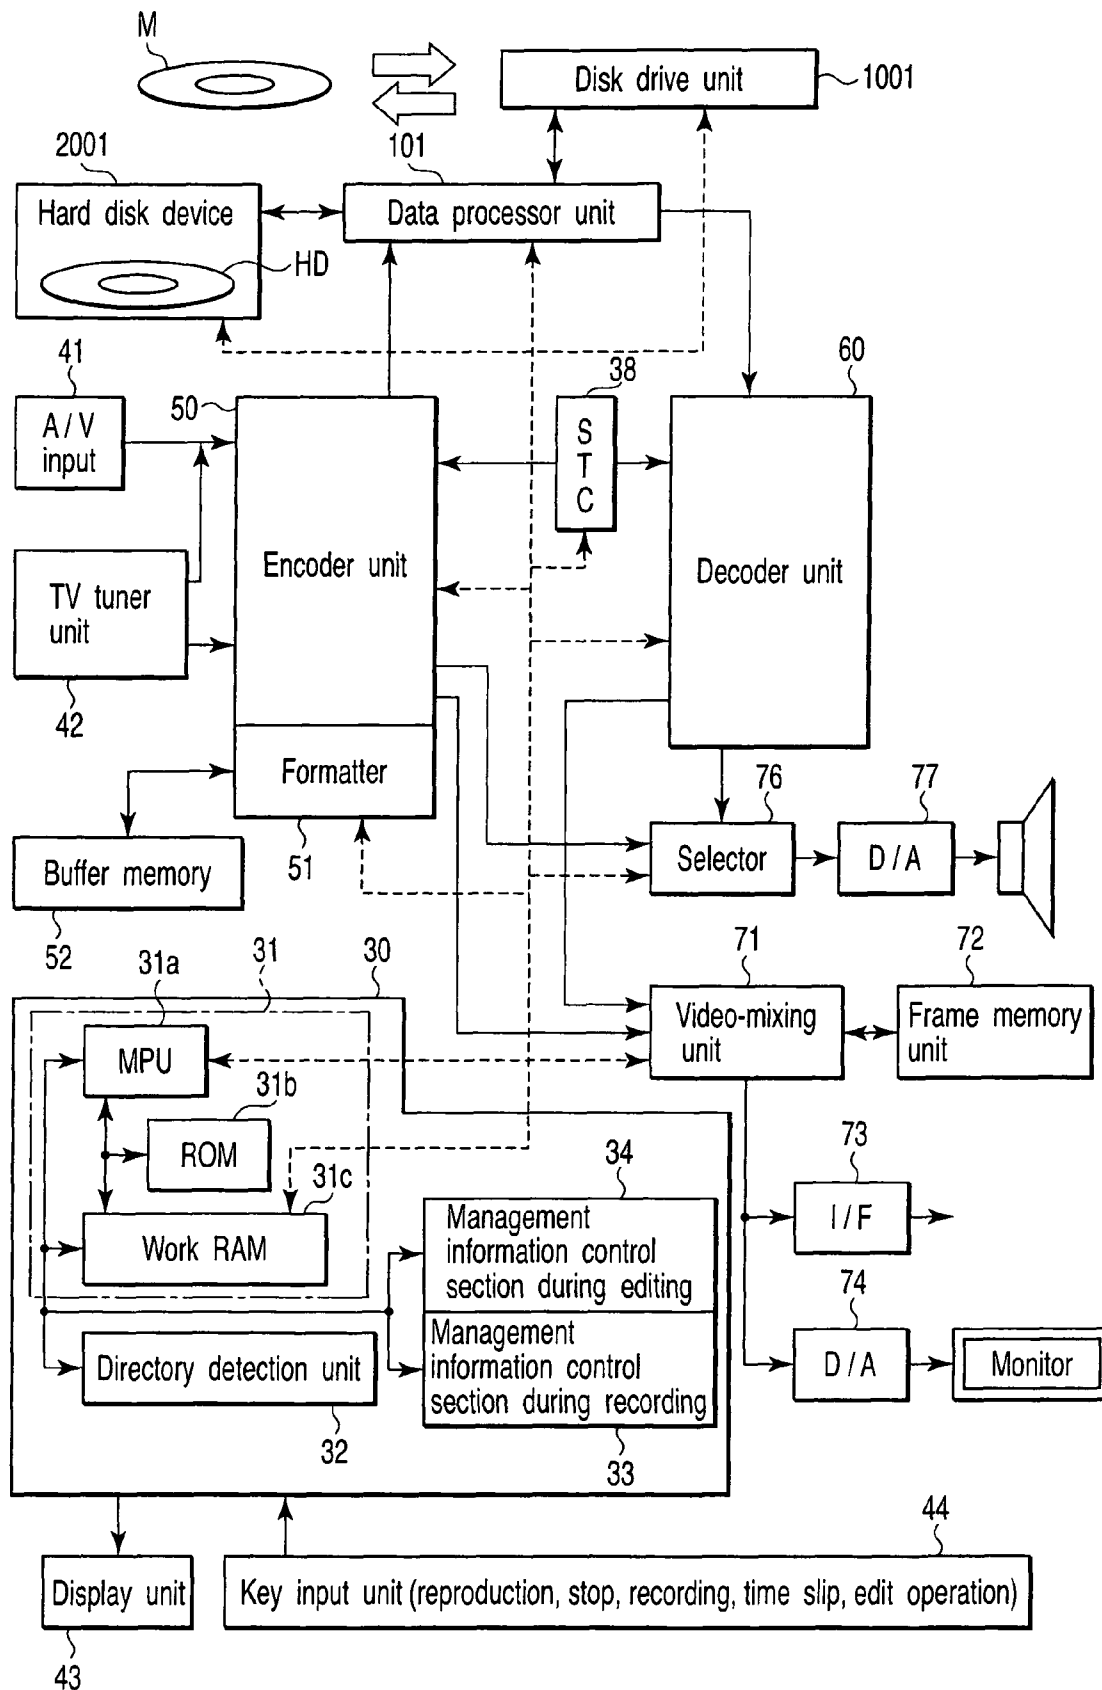 M
Disk drive unit
1001
2001
101
Hard disk device
Data processor unit
HD
41
50
38
60
A/V
input
S
T
C
Encoder unit
Decoder unit
TV tuner
unit
42
Formatter
76
77
51
Selector
D/A
Buffer memory
52
31a
31
30
71
72
Video-mixing
unit
Frame memory
unit
MPU
31b
ROM
31c
34
73
I/F
Work RAM
Management
information control
section during editing
74
Directory detection unit
Management
information control
section during recording
D/A
Monitor
32
33
44
Display unit
Key input unit (reproduction, stop, recording, time slip, edit operation)
43